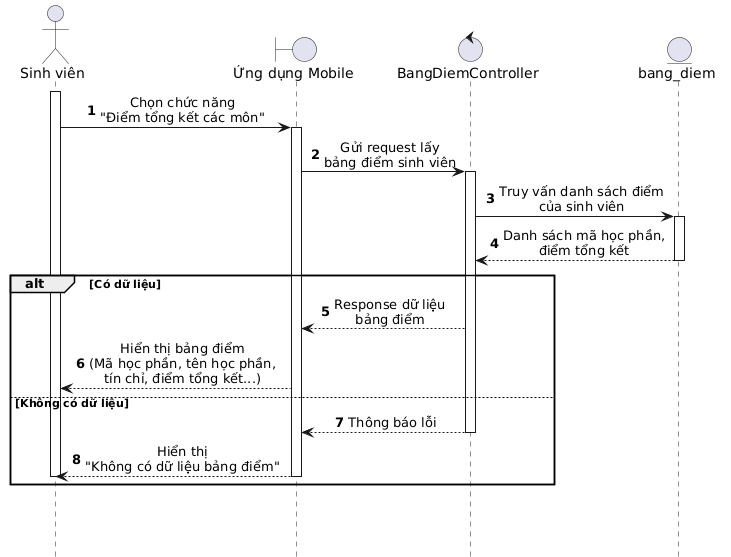 Sinh viên
Ứng dụng Mobile
BangDiemController
bang_diem
1 Chọn chức năng
"Điểm tổng kết các môn"
2 Gửi request lấy
bảng điểm sinh viên
3 Truy vấn danh sách điểm
của sinh viên
4 Danh sách mã học phần,
điểm tổng kết
alt [Có dữ liệu]
5 Response dữ liệu
bảng điểm
Hiển thị bảng điểm
6 (Mã học phần, tên học phần,
tín chỉ, điểm tổng kết...)
[Không có dữ liệu]
7 Thông báo lỗi
8 Hiển thị
"Không có dữ liệu bảng điểm"